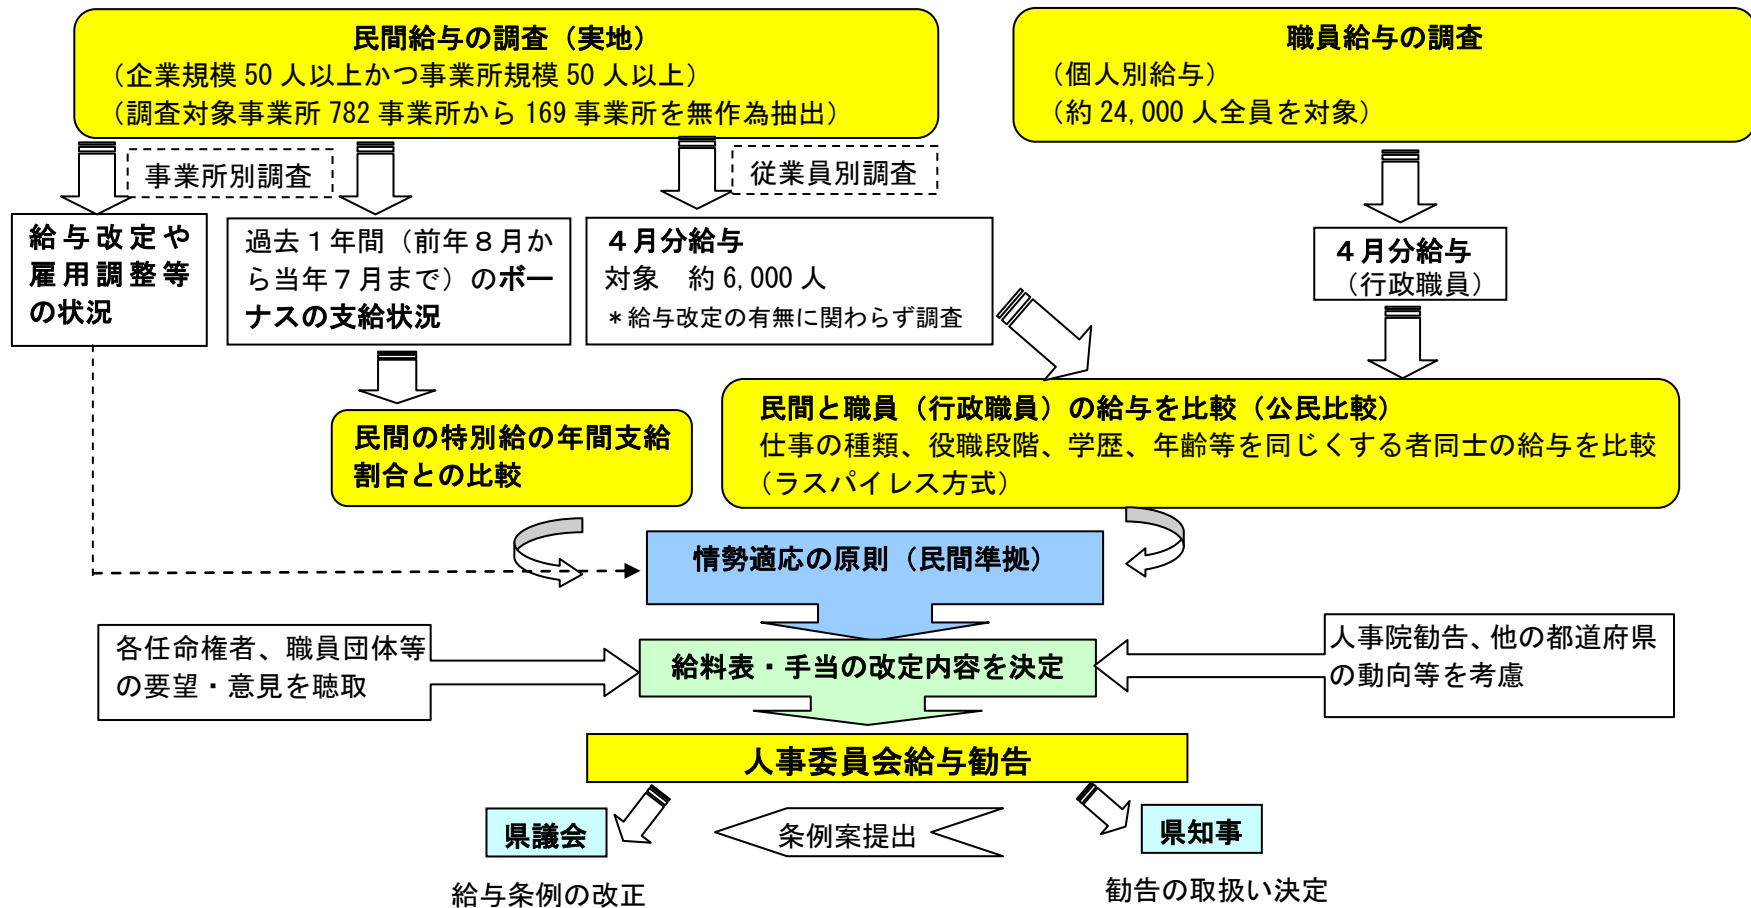 民間給与の調査（実地）
（企業規模 50 人以上かつ事業所規模 50 人以上）
（調査対象事業所 782 事業所から 169 事業所を無作為抽出）
職員給与の調査
（個人別給与）
（約 24,000 人全員を対象）
事業所別調査
従業員別調査
給与改定や
雇用調整等
の状況
過去１年間（前年８月か
ら当年７月まで）のボー
ナスの支給状況
４月分給与
対象　約 6,000 人
＊給与改定の有無に関わらず調査
４月分給与
（行政職員）
民間の特別給の年間支給
割合との比較
民間と職員（行政職員）の給与を比較（公民比較）
仕事の種類、役職段階、学歴、年齢等を同じくする者同士の給与を比較
（ラスパイレス方式）
情勢適応の原則（民間準拠）
各任命権者、職員団体等
の要望・意見を聴取
給料表・手当の改定内容を決定
人事院勧告、他の都道府県
の動向等を考慮
人事委員会給与勧告
県議会
条例案提出
県知事
給与条例の改正
勧告の取扱い決定